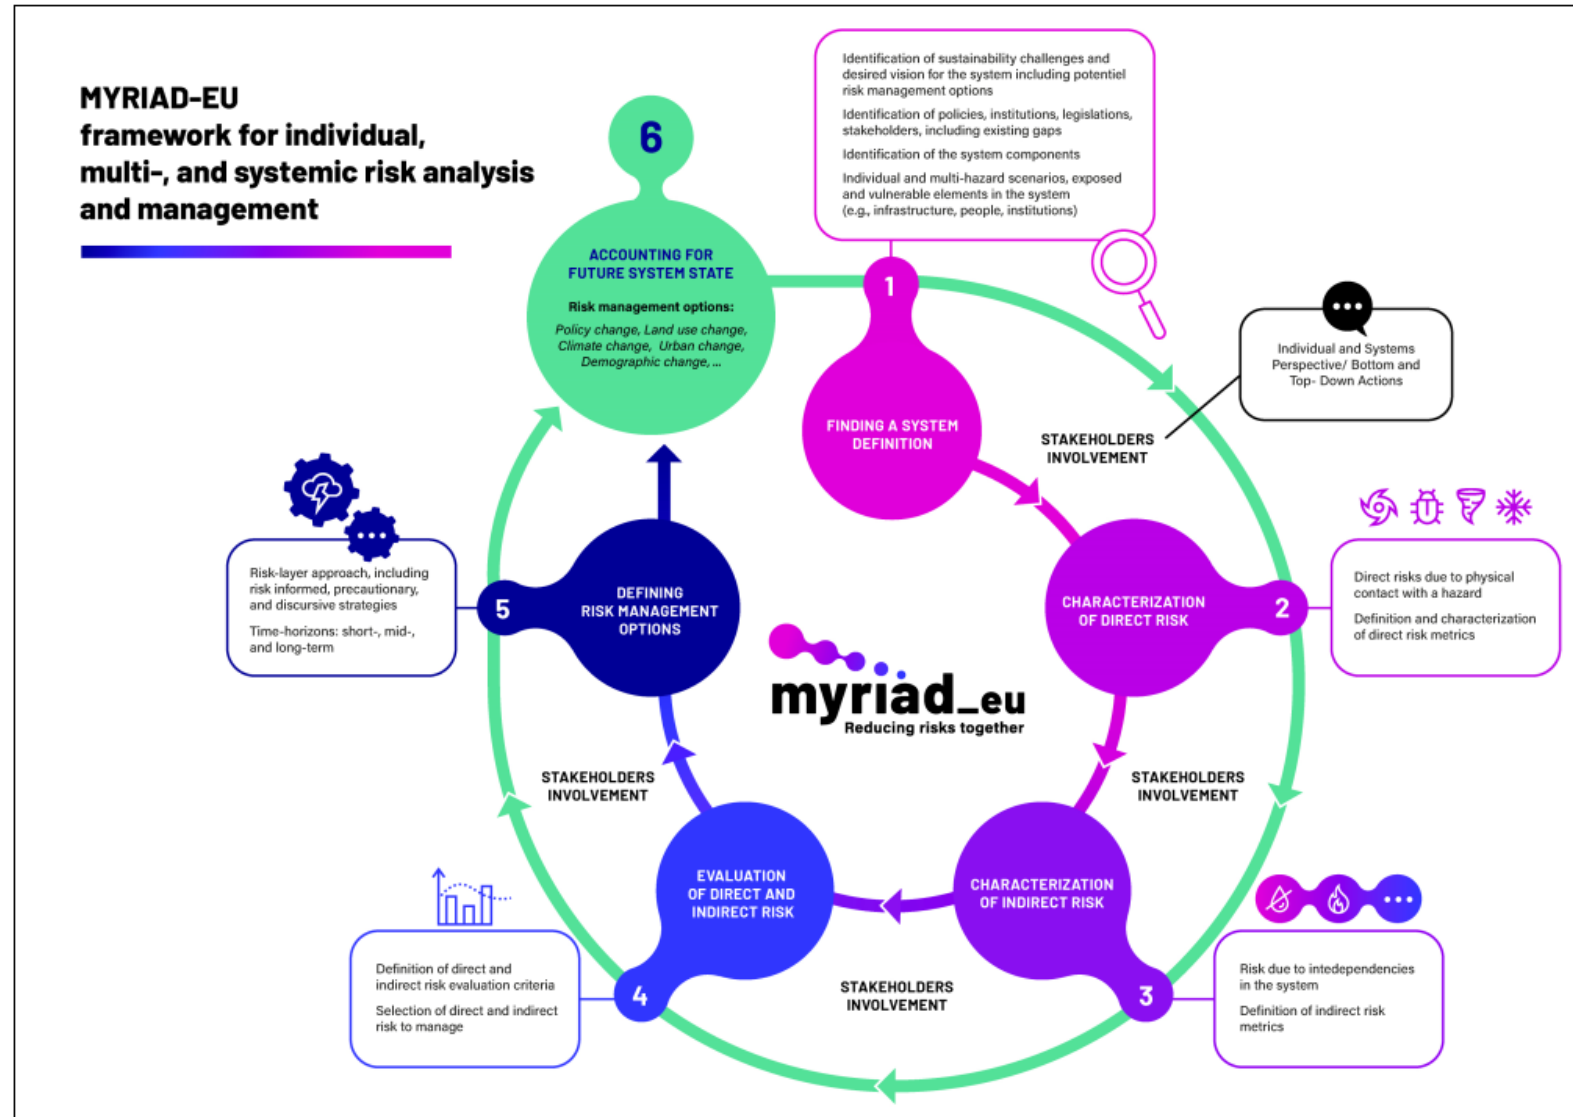 MYRIAD-EU
framework for individual,
multi-, and systemic risk analysis
and management
6
ACCOUNTING FOR
FUTURE SYSTEM STATE
Risk management options:
Policy change, Land use change,
Climate change, Urban change,
Demographic change, ...
Identification of sustainability challenges and
desired vision for the system including potentiel
risk management options
Identification of policies, institutions, legislations,
stakeholders, including existing gaps
Identification of the system components
Individual and multi-hazard scenarios, exposed
and vulnerable elements in the system
(e.g., infrastructure, people, institutions)
1
FINDING A SYSTEM
DEFINITION
STAKEHOLDERS
INVOLVEMENT
Individual and Systems
Perspective/ Bottom and
Top- Down Actions
CHARACTERIZATION
OF DIRECT RISK
2
Direct risks due to physical
contact with a hazard
Definition and characterization
of direct risk metrics
STAKEHOLDERS
INVOLVEMENT
CHARACTERIZATION
OF INDIRECT RISK
3
Risk due to intedependencies
in the system
Definition of indirect risk
metrics
STAKEHOLDERS
INVOLVEMENT
EVALUATION
OF DIRECT AND
INDIRECT RISK
4
Definition of direct and
indirect risk evaluation criteria
Selection of direct and indirect
risk to manage
STAKEHOLDERS
INVOLVEMENT
DEFINING
RISK MANAGEMENT
OPTIONS
5
Risk-layer approach, including
risk informed, precautionary,
and discursive strategies
Time-horizons: short-, mid-,
and long-term
myriad_eu
Reducing risks together